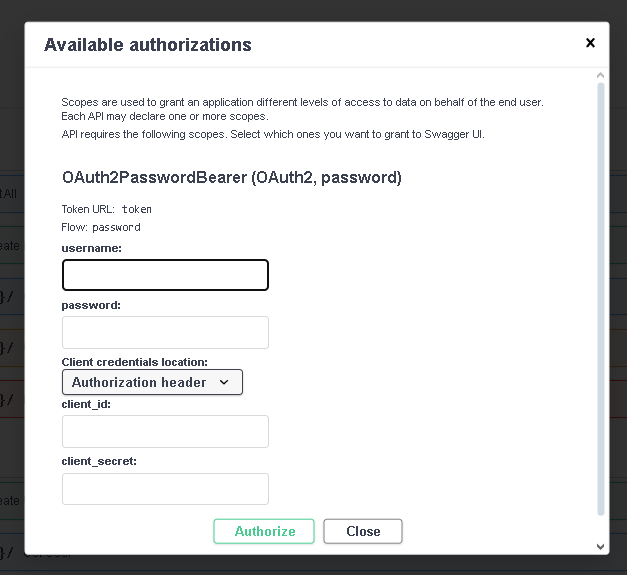 Available authorizations
Scopes are used to grant an application different levels of access to data on behalf of the end user.
Each API may declare one or more scopes.
API requires the following scopes. Select which ones you want to grant to Swagger UI.
OAuth2PasswordBearer (OAuth2, password)
Token URL: token
Flow: password
username:
password:
Client credentials location:
Authorization header
client_id:
client_secret:
Authorize Close